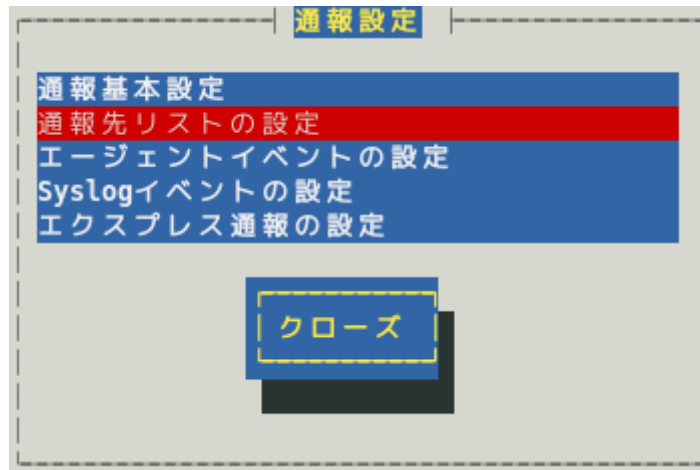 通報設定
通報基本設定
通報先リストの設定
エージェントイベントの設定
Syslogイベントの設定
エクスプレス通報の設定
クローズ